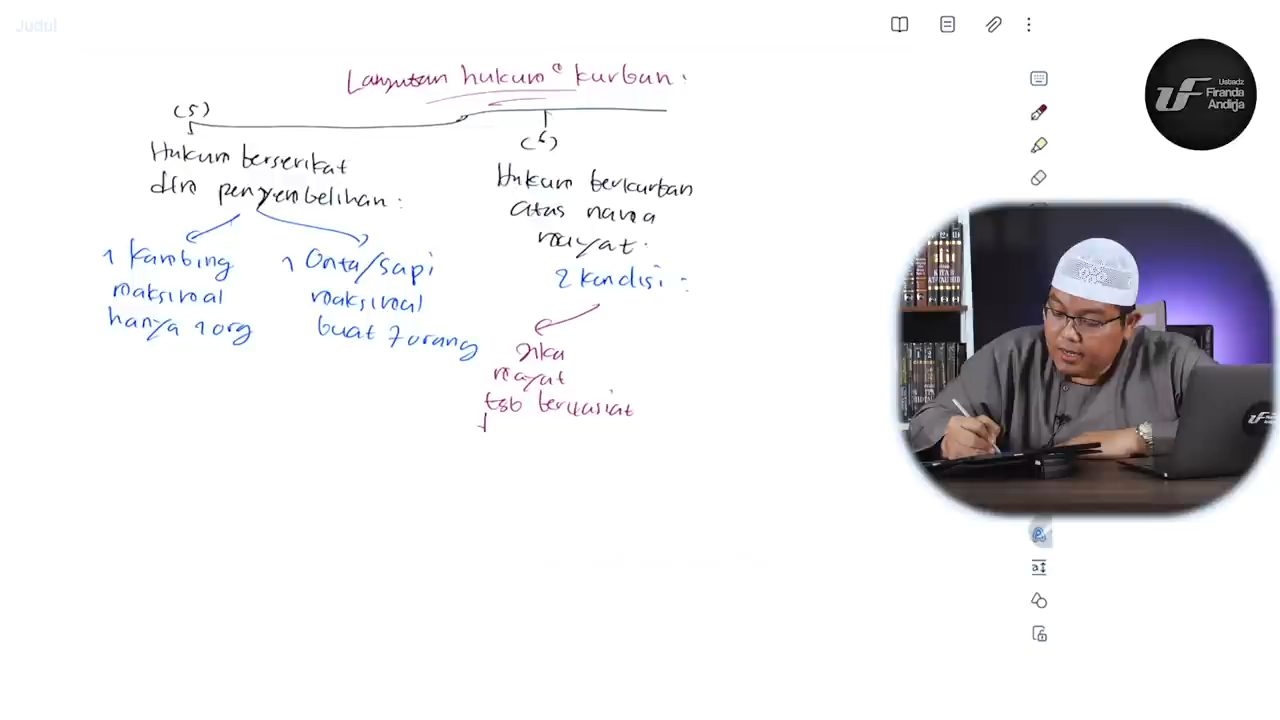 Judul
Lanjutan hukum² kurban :
(5)
Hukum berserikat
dlm penyembelihan :
1 Kambing
maksimal
hanya 1 org
1 Onta/sapi
maksimal
buat 7 orang
(6)
Hukum berkurban
atas nama
mayat.
2 kondisi :
Jika
mayat
tsb berwasiat
Ustadz
Firanda
Andirja